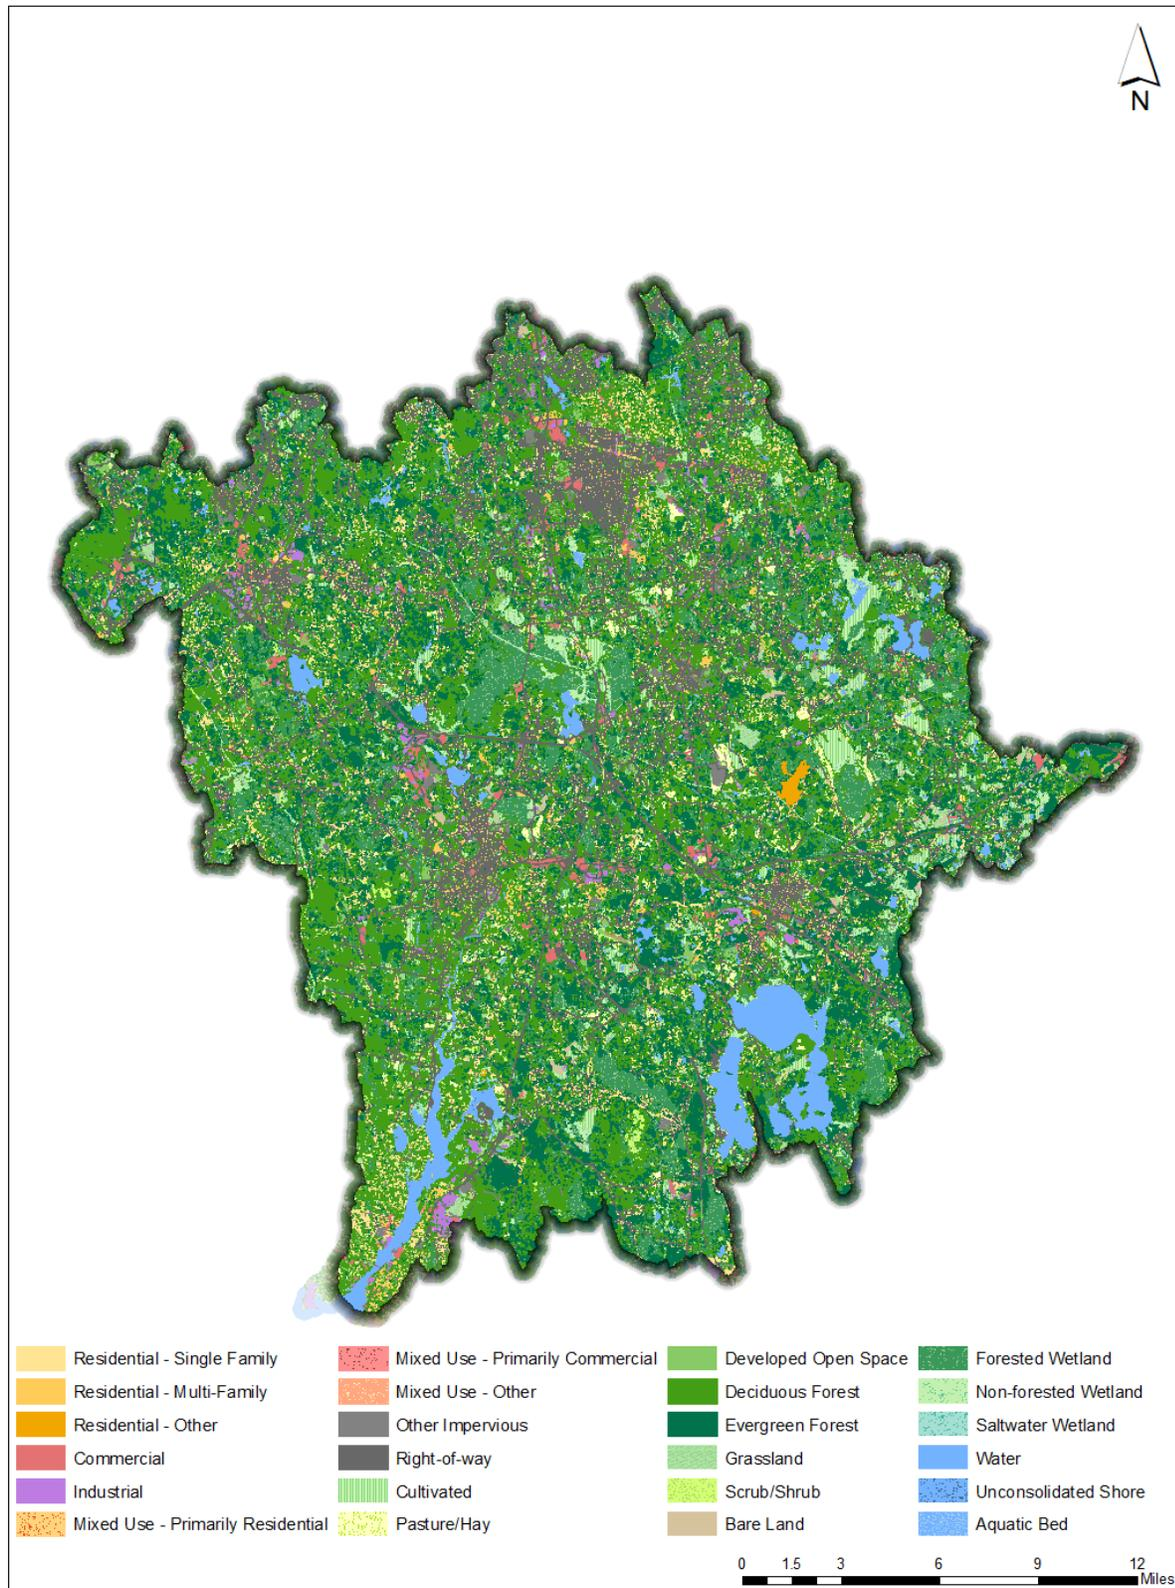 N
Residential - Single Family
Residential - Multi-Family
Residential - Other
Commercial
Industrial
Mixed Use - Primarily Residential
Mixed Use - Primarily Commercial
Mixed Use - Other
Other Impervious
Right-of-way
Cultivated
Pasture/Hay
Developed Open Space
Deciduous Forest
Evergreen Forest
Grassland
Scrub/Shrub
Bare Land
Forested Wetland
Non-forested Wetland
Saltwater Wetland
Water
Unconsolidated Shore
Aquatic Bed
0 1.5 3 6 9 12
Miles